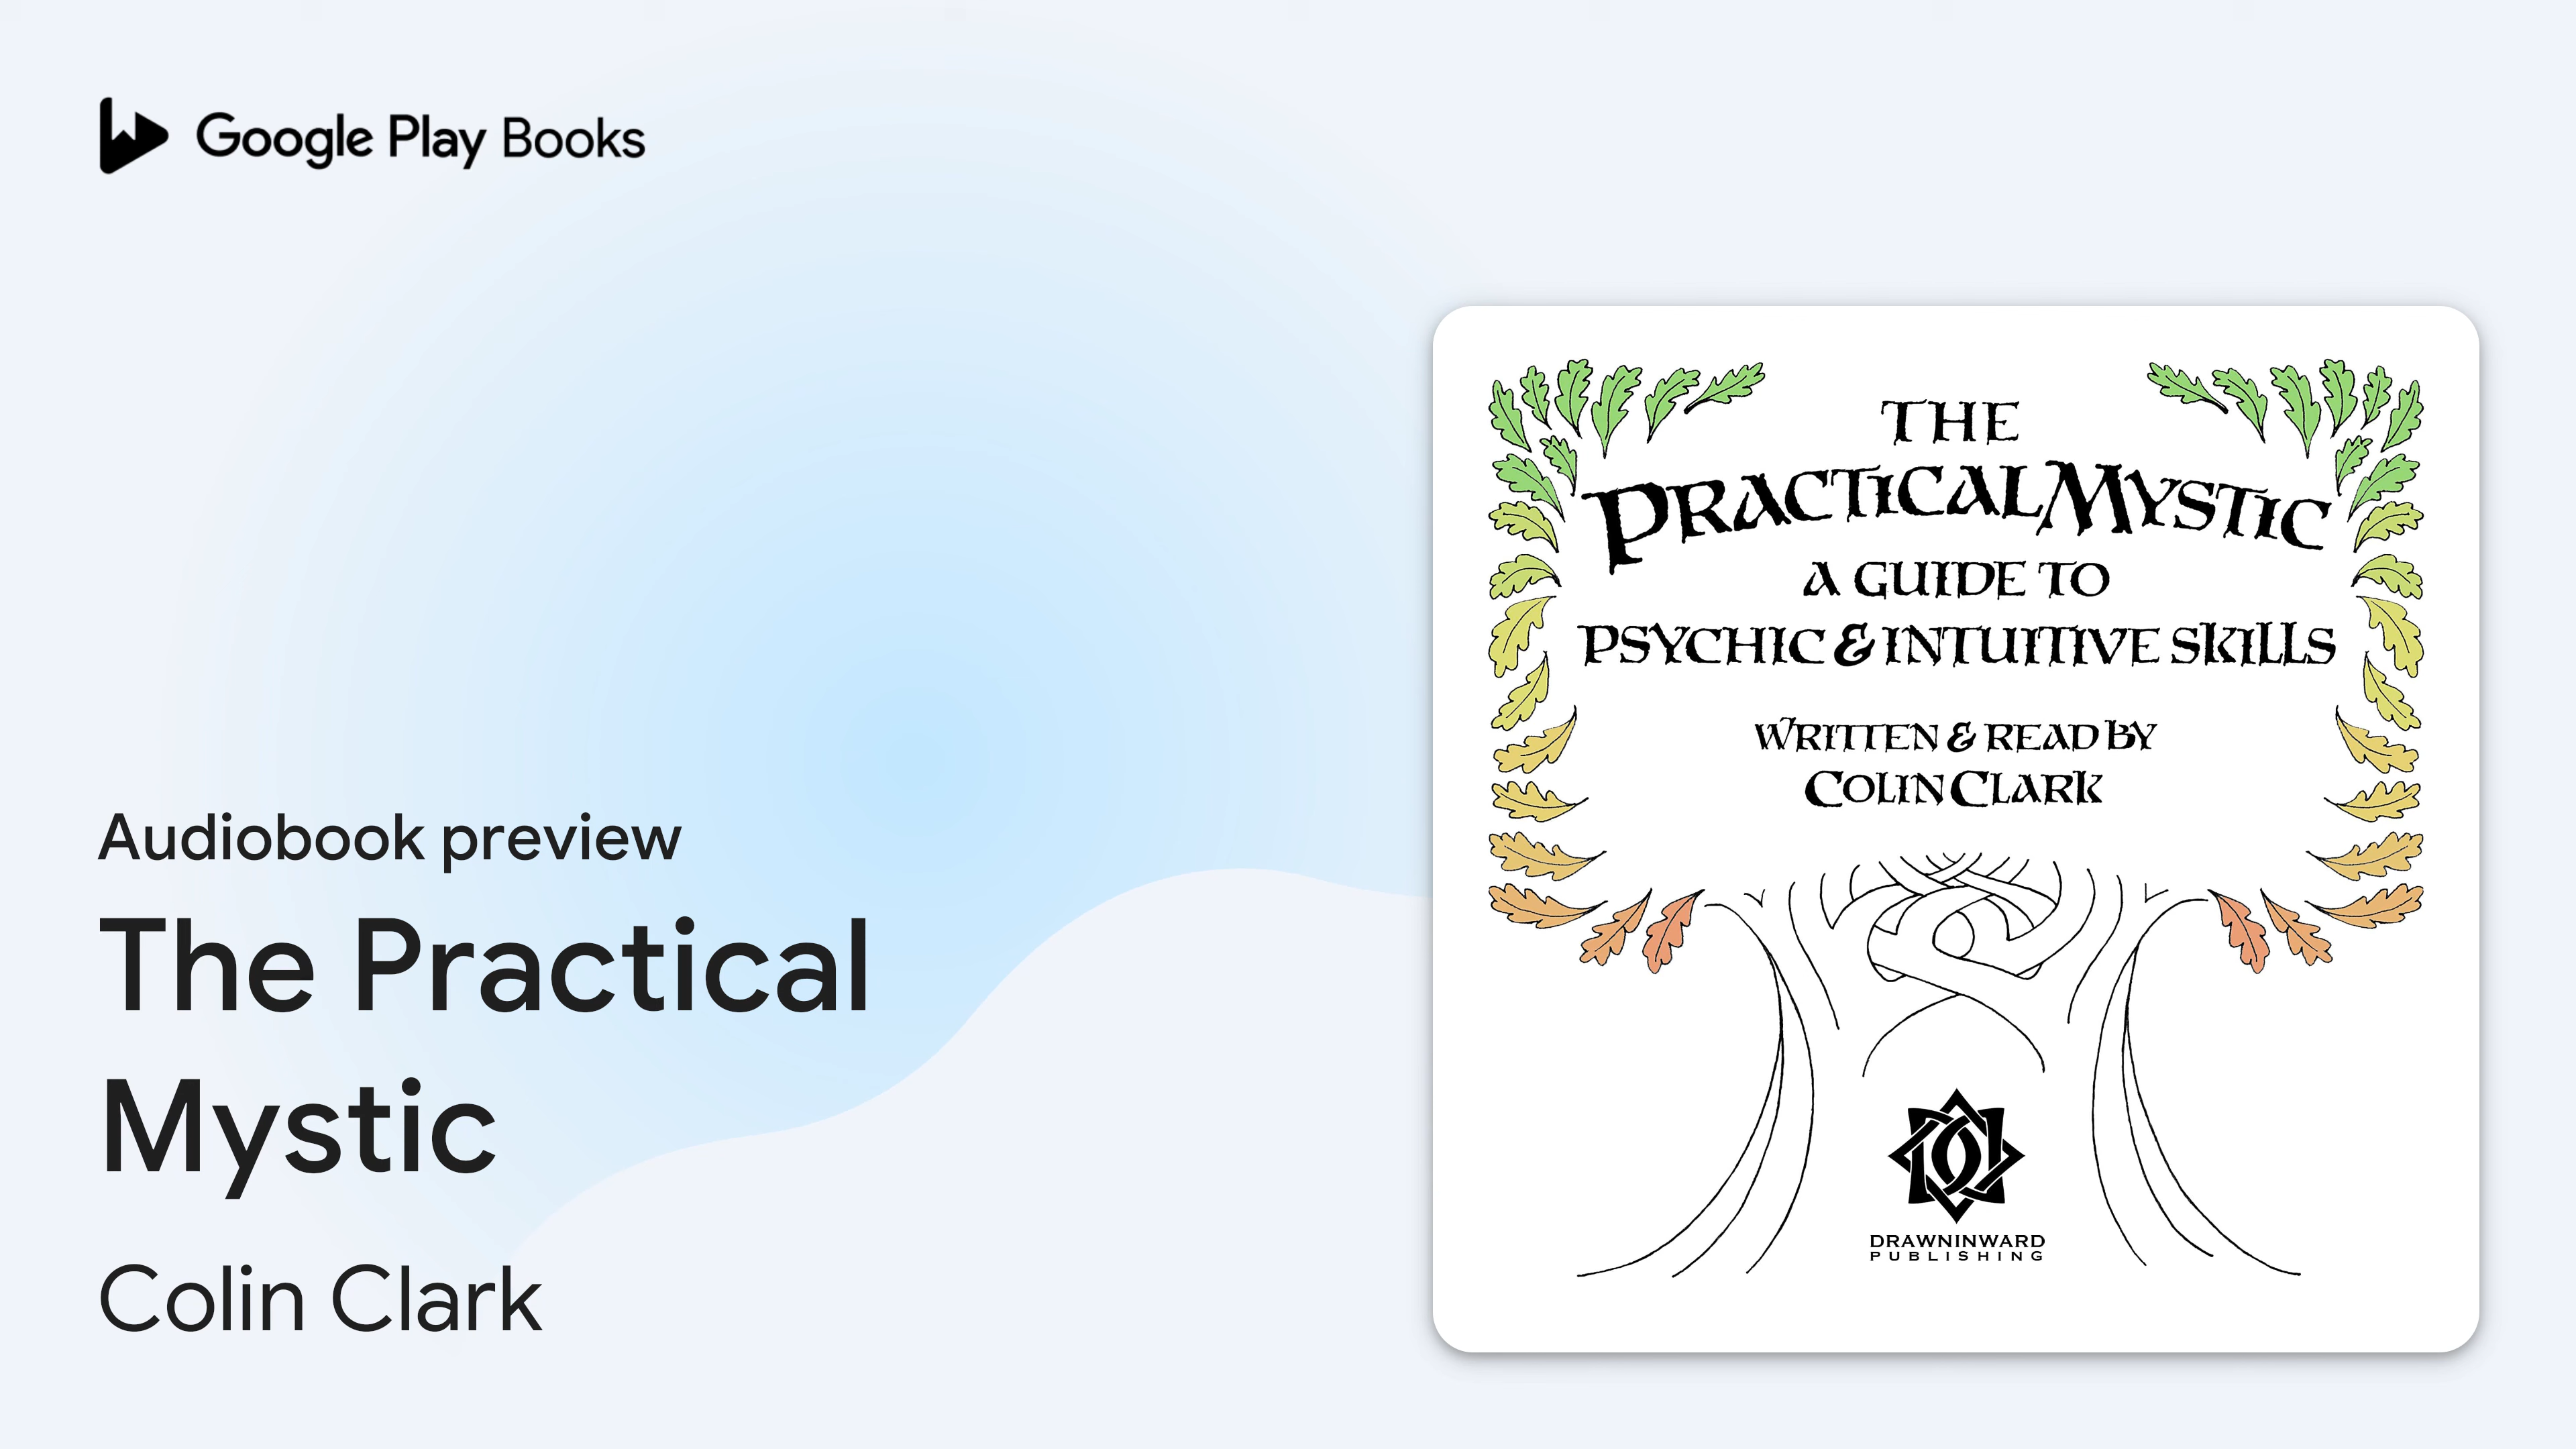 Google Play Books
Audiobook preview
The Practical
Mystic
Colin Clark
THE
PRACTICAL MYSTIC
A GUIDE TO
PSYCHIC & INTUITIVE SKILLS
WRITTEN & READ BY
COLIN CLARK
DRAWNINWARD
PUBLISHING